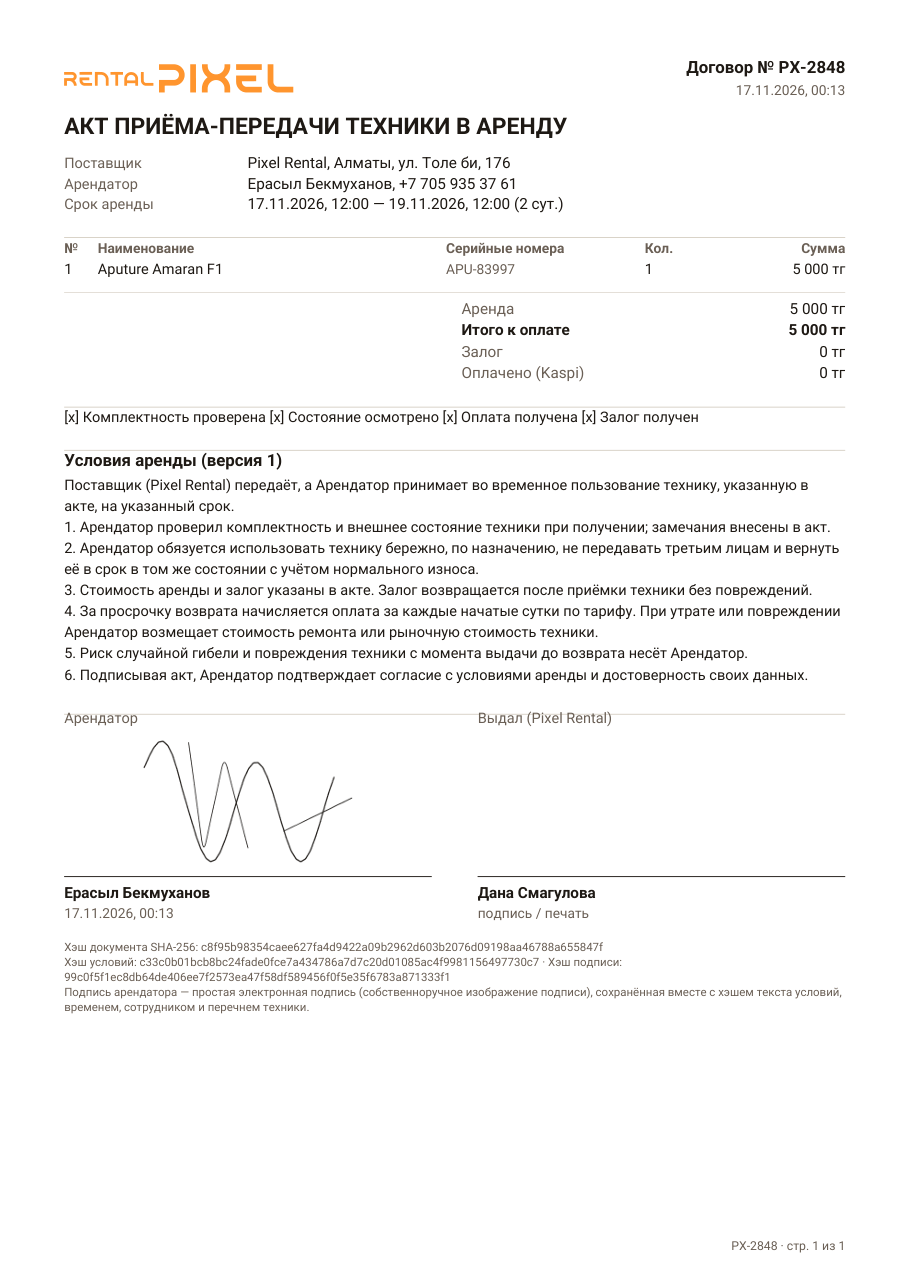 RENTAL PIXEL
Договор № PX-2848
17.11.2026, 00:13
АКТ ПРИЁМА-ПЕРЕДАЧИ ТЕХНИКИ В АРЕНДУ
Поставщик Pixel Rental, Алматы, ул. Толе би, 176
Арендатор Ерасыл Бекмуханов, +7 705 935 37 61
Срок аренды 17.11.2026, 12:00 — 19.11.2026, 12:00 (2 сут.)
№ Наименование Серийные номера Кол. Сумма
1 Aputure Amaran F1 APU-83997 1 5 000 тг
Аренда 5 000 тг
Итого к оплате 5 000 тг
Залог 0 тг
Оплачено (Kaspi) 0 тг
[x] Комплектность проверена [x] Состояние осмотрено [x] Оплата получена [x] Залог получен
Условия аренды (версия 1)
Поставщик (Pixel Rental) передаёт, а Арендатор принимает во временное пользование технику, указанную в
акте, на указанный срок.
1. Арендатор проверил комплектность и внешнее состояние техники при получении; замечания внесены в акт.
2. Арендатор обязуется использовать технику бережно, по назначению, не передавать третьим лицам и вернуть
её в срок в том же состоянии с учётом нормального износа.
3. Стоимость аренды и залог указаны в акте. Залог возвращается после приёмки техники без повреждений.
4. За просрочку возврата начисляется оплата за каждые начатые сутки по тарифу. При утрате или повреждении
Арендатор возмещает стоимость ремонта или рыночную стоимость техники.
5. Риск случайной гибели и повреждения техники с момента выдачи до возврата несёт Арендатор.
6. Подписывая акт, Арендатор подтверждает согласие с условиями аренды и достоверность своих данных.
Арендатор Выдал (Pixel Rental)
Ерасыл Бекмуханов Дана Смагулова
17.11.2026, 00:13 подпись / печать
Хэш документа SHA-256: c8f95b98354caee627fa4d9422a09b2962d603b2076d09198aa46788a655847f
Хэш условий: c33c0b01bcb8bc24fade0fce7a434786a7d7c20d01085ac4f9981156497730c7 · Хэш подписи:
99c0f5f1ec8db64de406ee7f2573ea47f58df589456f0f5e35f6783a871333f1
Подпись арендатора — простая электронная подпись (собственноручное изображение подписи), сохранённая вместе с хэшем текста условий,
временем, сотрудником и перечнем техники.
PX-2848 · стр. 1 из 1